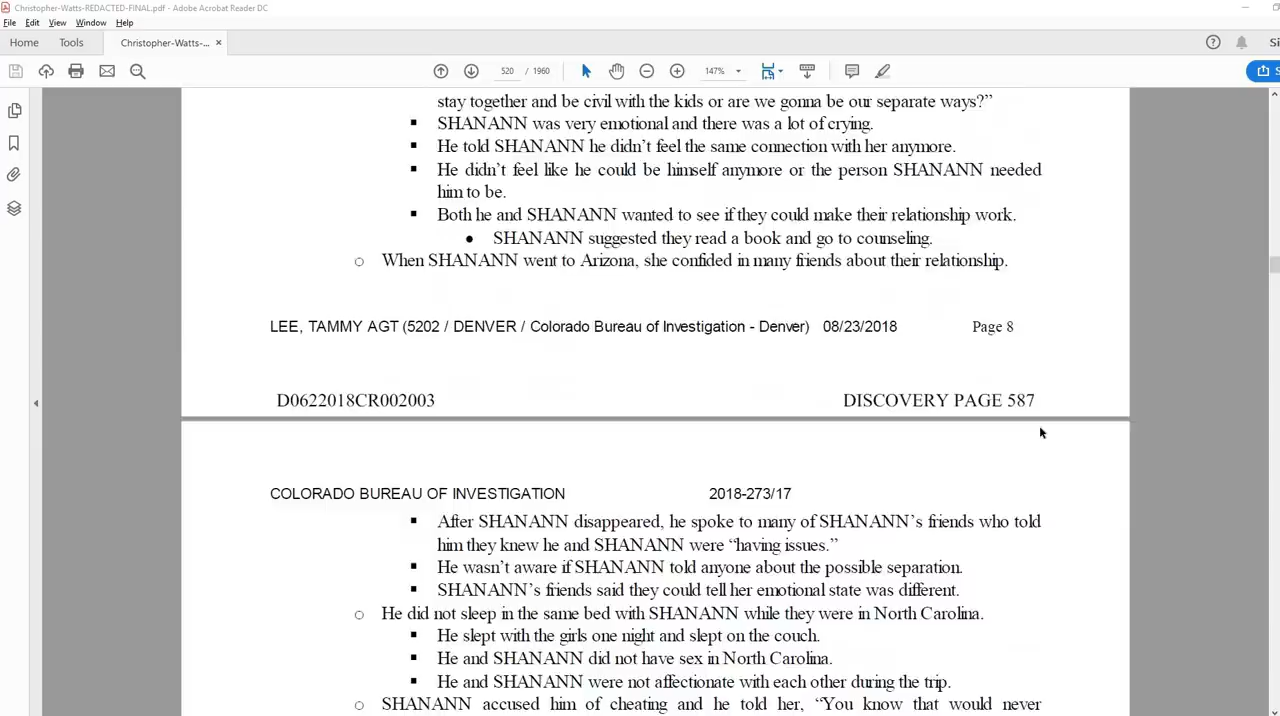 Christopher-Watts-REDACTED-FINAL.pdf - Adobe Acrobat Reader DC
File Edit View Window Help
Home Tools Christopher-Watts-... × Si
520 / 1960 147%
stay together and be civil with the kids or are we gonna be our separate ways?”
▪ SHANANN was very emotional and there was a lot of crying.
▪ He told SHANANN he didn’t feel the same connection with her anymore.
▪ He didn’t feel like he could be himself anymore or the person SHANANN needed
him to be.
▪ Both he and SHANANN wanted to see if they could make their relationship work.
● SHANANN suggested they read a book and go to counseling.
○ When SHANANN went to Arizona, she confided in many friends about their relationship.
LEE, TAMMY AGT (5202 / DENVER / Colorado Bureau of Investigation - Denver) 08/23/2018 Page 8
D0622018CR002003 DISCOVERY PAGE 587
COLORADO BUREAU OF INVESTIGATION 2018-273/17
▪ After SHANANN disappeared, he spoke to many of SHANANN’s friends who told
him they knew he and SHANANN were “having issues.”
▪ He wasn’t aware if SHANANN told anyone about the possible separation.
▪ SHANANN’s friends said they could tell her emotional state was different.
○ He did not sleep in the same bed with SHANANN while they were in North Carolina.
▪ He slept with the girls one night and slept on the couch.
▪ He and SHANANN did not have sex in North Carolina.
▪ He and SHANANN were not affectionate with each other during the trip.
○ SHANANN accused him of cheating and he told her, “You know that would never